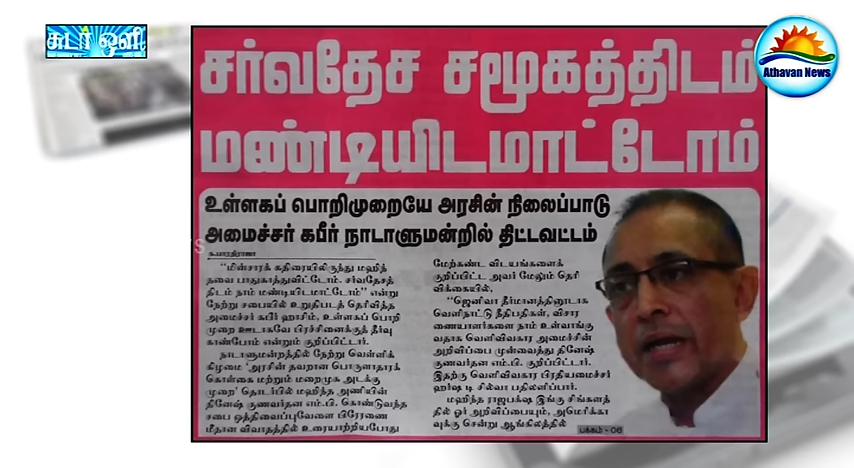 சுடர் ஒளி
Athavan News
சர்வதேச சமூகத்திடம்
மண்டியிடமாட்டோம்
உள்ளகப் பொறிமுறையே அரசின் நிலைப்பாடு
அமைச்சர் கபீர் நாடாளுமன்றில் திட்டவட்டம்
சு.பாரதிராஜா
"மின்சாரக் கதிரையிலிருந்து மஹிந்
தவை பாதுகாத்துவிட்டோம். சர்வதேசத்
திடம் நாம் மண்டியிடமாட்டோம்" என்று
நேற்று சபையில் உறுதிபடத் தெரிவித்த
அமைச்சர் கபீர் ஹாசிம், உள்ளகப் பொறி
முறை ஊடாகவே பிரச்சினைக்குத் தீர்வு
காண்போம் என்றும் குறிப்பிட்டார்.
நாடாளுமன்றத்தில் நேற்று வெள்ளிக்
கிழமை 'அரசின் தவறான பொருளாதாரக்
கொள்கை மற்றும் மறைமுக அடக்கு
முறை' தொடர்பில் மஹிந்த அணியின்
தினேஷ் குணவர்தன எம்.பி. கொண்டுவந்த
சபை ஒத்திவைப்புவேளை பிரேரணை
மீதான விவாதத்தில் உரையாற்றியபோது
மேற்கண்ட விடயங்களைக்
குறிப்பிட்ட அவர் மேலும் தெரி
விக்கையில்,
"ஜெனிவா தீர்மானத்தினூடாக
வெளிநாட்டு நீதிபதிகள், விசார
ணையாளர்களை நாம் உள்வாங்கு
வதாக வெளிவிவகார அமைச்சின்
அறிவிப்பை முன்வைத்து தினேஷ்
குணவர்தன எம்.பி. குறிப்பிட்டார்.
இதற்கு வெளிவிவகார பிரதியமைச்சர்
ஹர்ஷ டி சில்வா பதிலளிப்பார்.
மஹிந்த ராஜபக்ஷ இங்கு சிங்களத்
தில் ஓர் அறிவிப்பையும், அமெரிக்கா
வுக்கு சென்று ஆங்கிலத்தில்
பக்கம் - 06